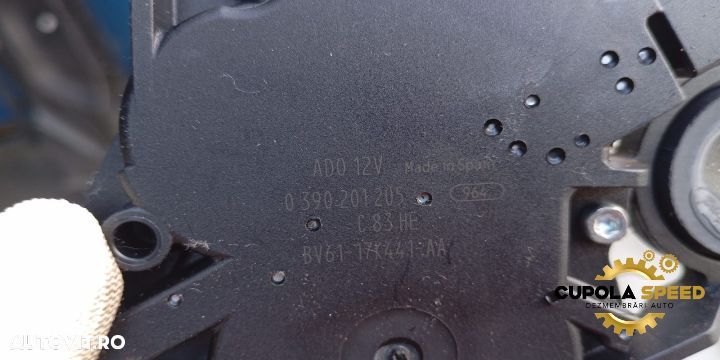 ADO 12V Made in Spain
0 390 201 205 964
C 83 HE
BV61-17K441-AA
CUPOLA SPEED
DEZMEMBRĂRI AUTO
AUTOVIT.RO